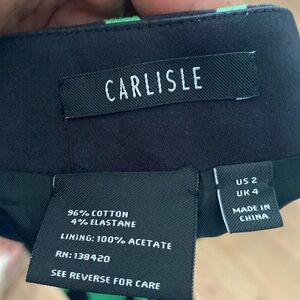 CARLISLE
96% COTTON
4% ELASTANE
LINING: 100% ACETATE
RN: 138420
SEE REVERSE FOR CARE
US 2
UK 4
MADE IN
CHINA